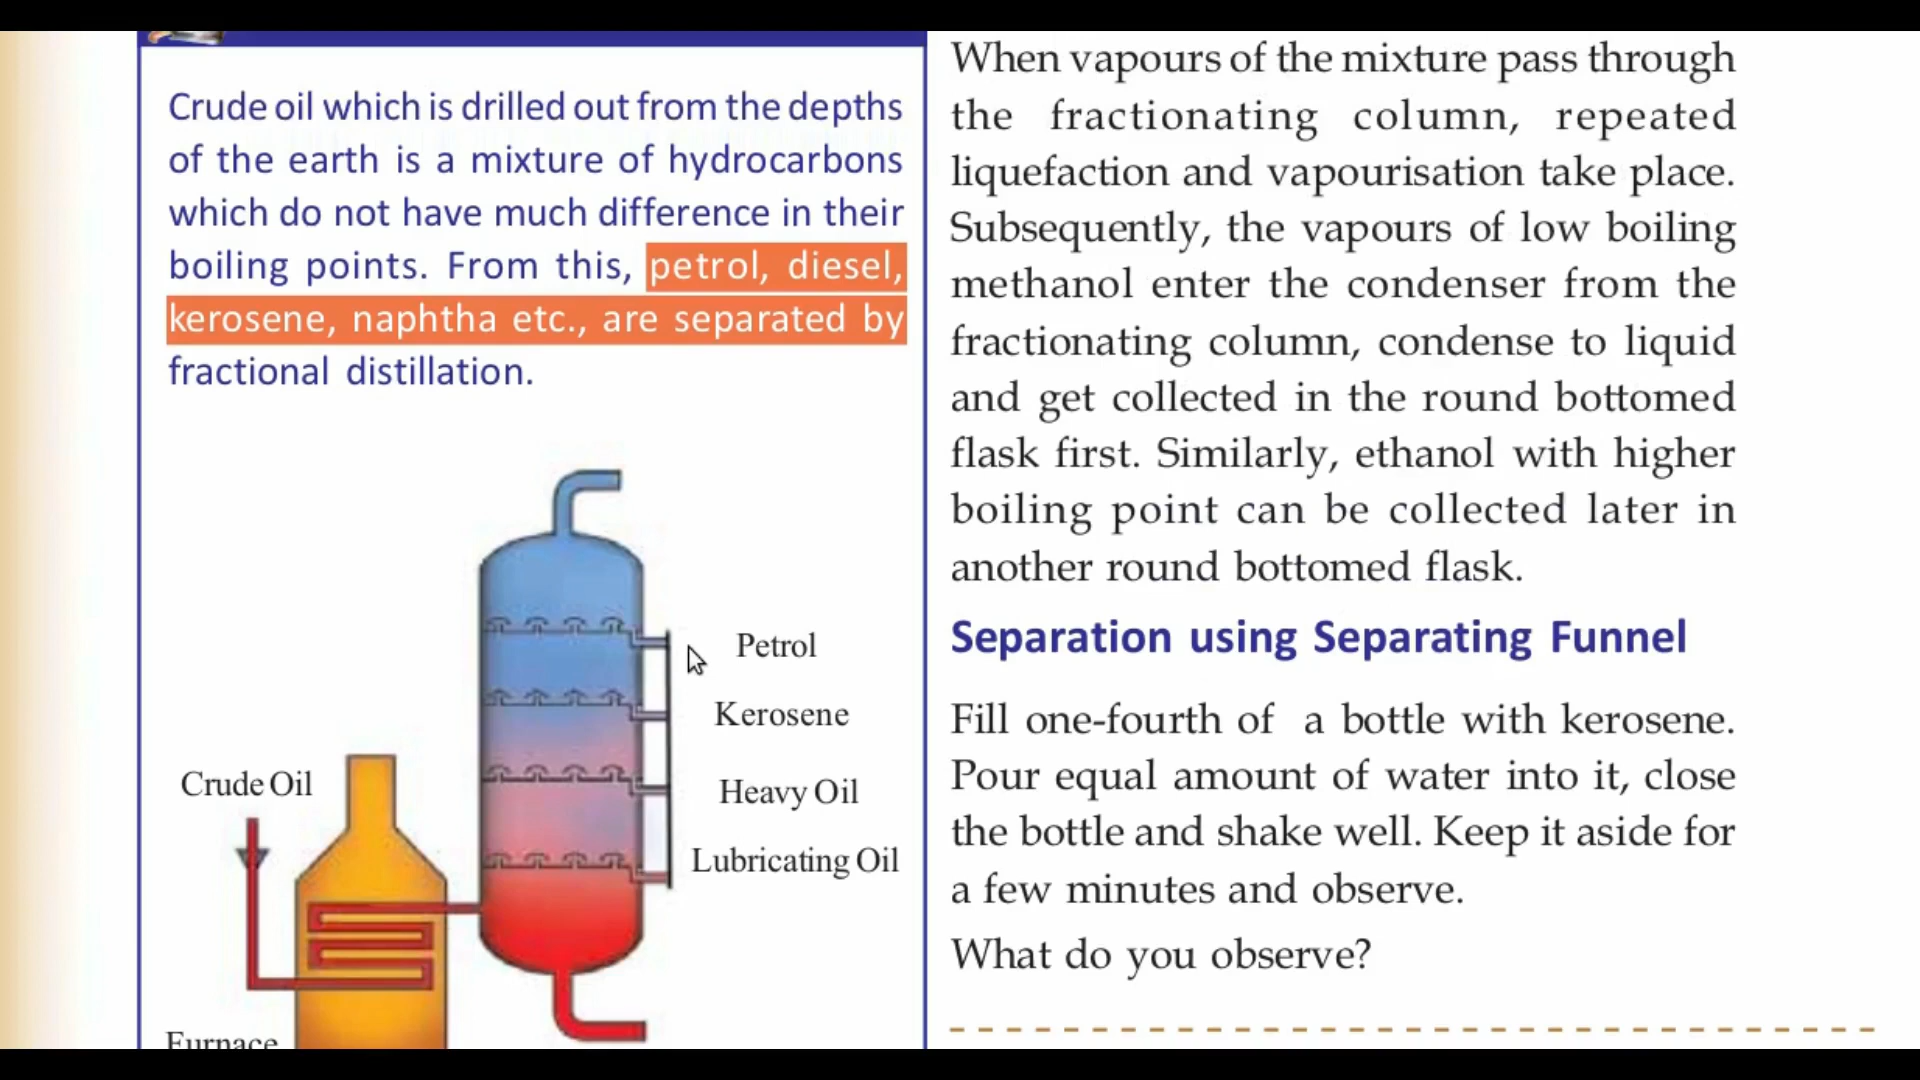 Crude oil which is drilled out from the depths
of the earth is a mixture of hydrocarbons
which do not have much difference in their
boiling points. From this, petrol, diesel,
kerosene, naphtha etc., are separated by
fractional distillation.
Petrol
Kerosene
Crude Oil
Heavy Oil
Lubricating Oil
Furnace
When vapours of the mixture pass through
the fractionating column, repeated
liquefaction and vapourisation take place.
Subsequently, the vapours of low boiling
methanol enter the condenser from the
fractionating column, condense to liquid
and get collected in the round bottomed
flask first. Similarly, ethanol with higher
boiling point can be collected later in
another round bottomed flask.
Separation using Separating Funnel
Fill one-fourth of a bottle with kerosene.
Pour equal amount of water into it, close
the bottle and shake well. Keep it aside for
a few minutes and observe.
What do you observe?